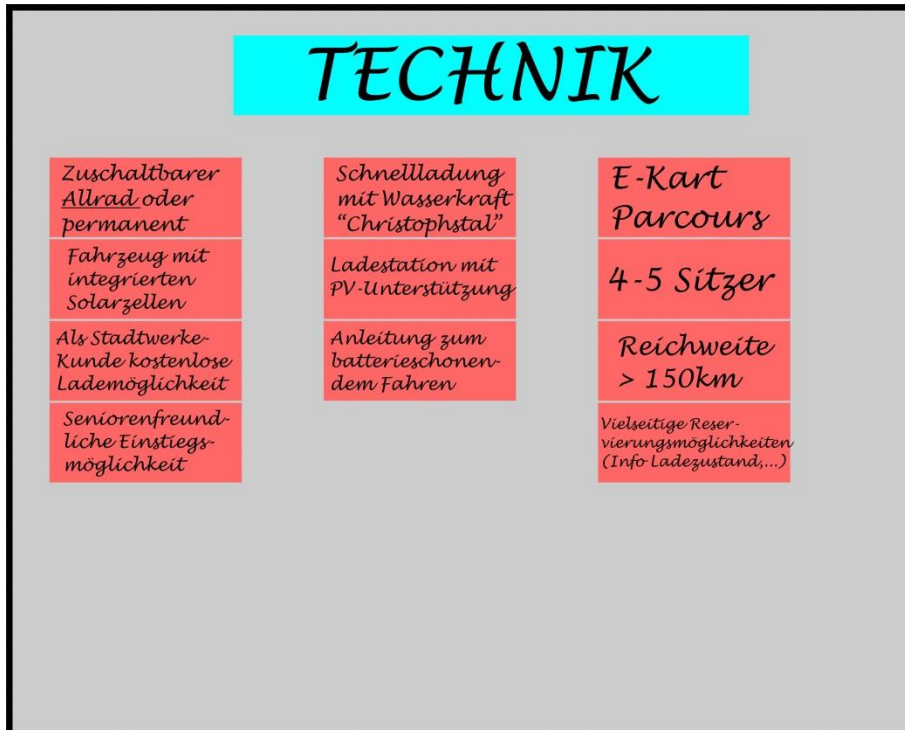 TECHNIK
Zuschaltbarer
Allrad oder
permanent
Fahrzeug mit
integrierten
Solarzellen
Als Stadtwerke-
Kunde kostenlose
Lademöglichkeit
Seniorenfreund-
liche Einstiegs-
möglichkeit
Schnellladung
mit Wasserkraft
"Christophstal"
Ladestation mit
PV-Unterstützung
Anleitung zum
batterieschonen-
dem Fahren
E-Kart
Parcours
4-5 Sitzer
Reichweite
> 150km
Vielseitige Reser-
vierungsmöglichkeiten
(Info Ladezustand,...)